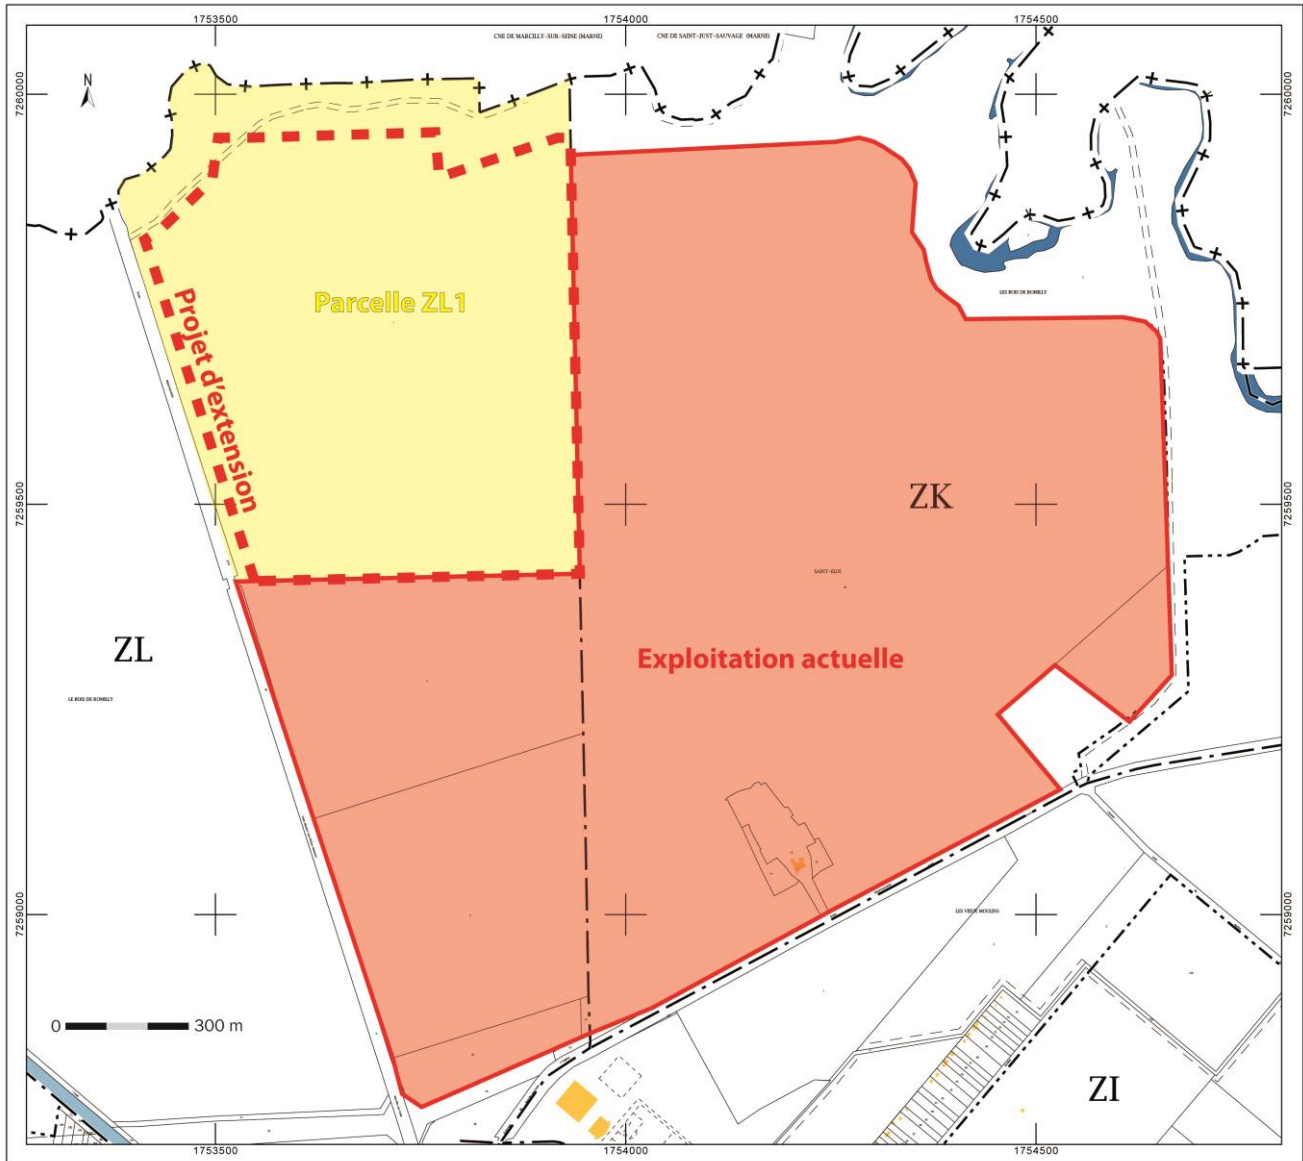 1753500
1754000
1754500
CNE DE MARCILLY-SUR-SEINE (MARNE)
CNE DE SAINT-JUST-SAUVAGE (MARNE)
N
7260000
7260000
LES BOIS DE ROMILLY
Parcelle ZL1
Projet d'extension
7259500
7259500
ZK
SAINT-ELOI
ZL
Exploitation actuelle
LE BOIS DE ROMILLY
7259000
7259000
LES VIEUX MOULINS
0
300 m
ZI
1753500
1754000
1754500